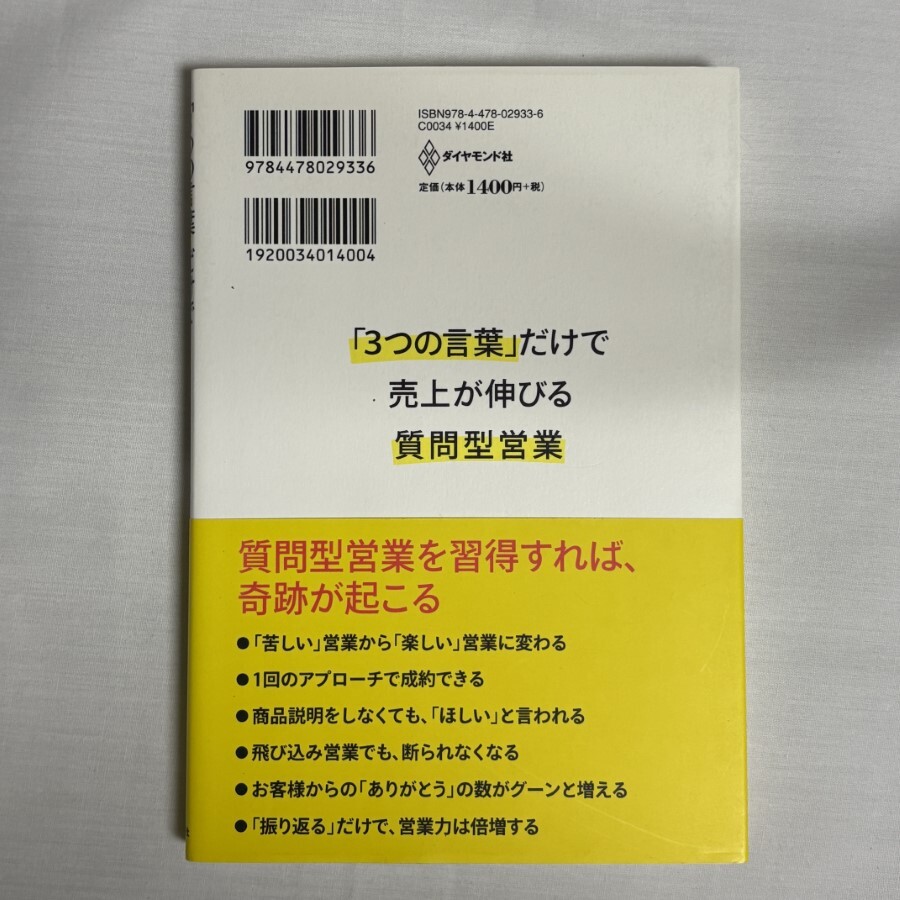 ISBN978-4-478-02933-6
C0034 ¥1400E
ダイヤモンド社
定価(本体1400円+税)
9784478029336
1920034014004
「3つの言葉」だけで
売上が伸びる
質問型営業
質問型営業を習得すれば、
奇跡が起こる
●「苦しい」営業から「楽しい」営業に変わる
●1回のアプローチで成約できる
●商品説明をしなくても、「ほしい」と言われる
●飛び込み営業でも、断られなくなる
●お客様からの「ありがとう」の数がグーンと増える
●「振り返る」だけで、営業力は倍増する